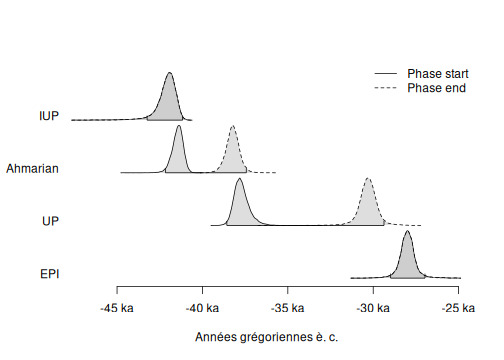 Phase start
Phase end
IUP
Ahmarian
UP
EPI
-45 ka -40 ka -35 ka -30 ka -25 ka
Années grégoriennes è. c.